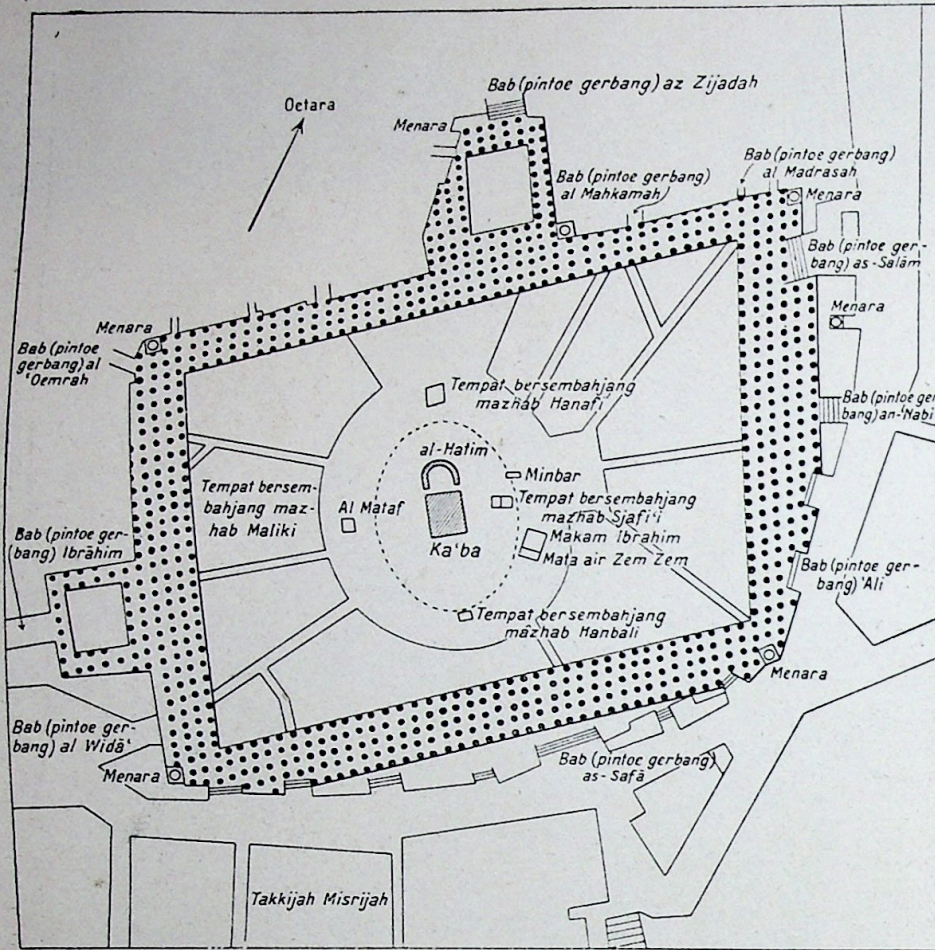 Bab (pintoe gerbang) az Zijadah
Oetara
Menara
Bab (pintoe gerbang)
al Mahkamah
Bab (pintoe gerbang)
al Madrasah
Menara
Bab (pintoe ger-
bang) as-Salām
Menara
Menara
Bab (pintoe
gerbang) al
'Oemrah
Bab (pintoe ger
bang) an-Nabi
Tempat bersembahjang
mazhab Hanafi
al-Hatim
Minbar
Tempat bersem-
bahjang maz-
hab Maliki
Al Mataf
Tempat bersembahjang
mazhab Sjafi'i
Ka'ba
Makam Ibrahim
Mata air Zem Zem
Bab (pintoe ger-
bang) Ibrāhim
Bab (pintoe ger-
bang) 'Ali
Tempat bersembahjang
mazhab Hanbali
Menara
Bab (pintoe ger-
bang) al Widā'
Menara
Bab (pintoe gerbang)
as-Safā
Takkijah Misrijah